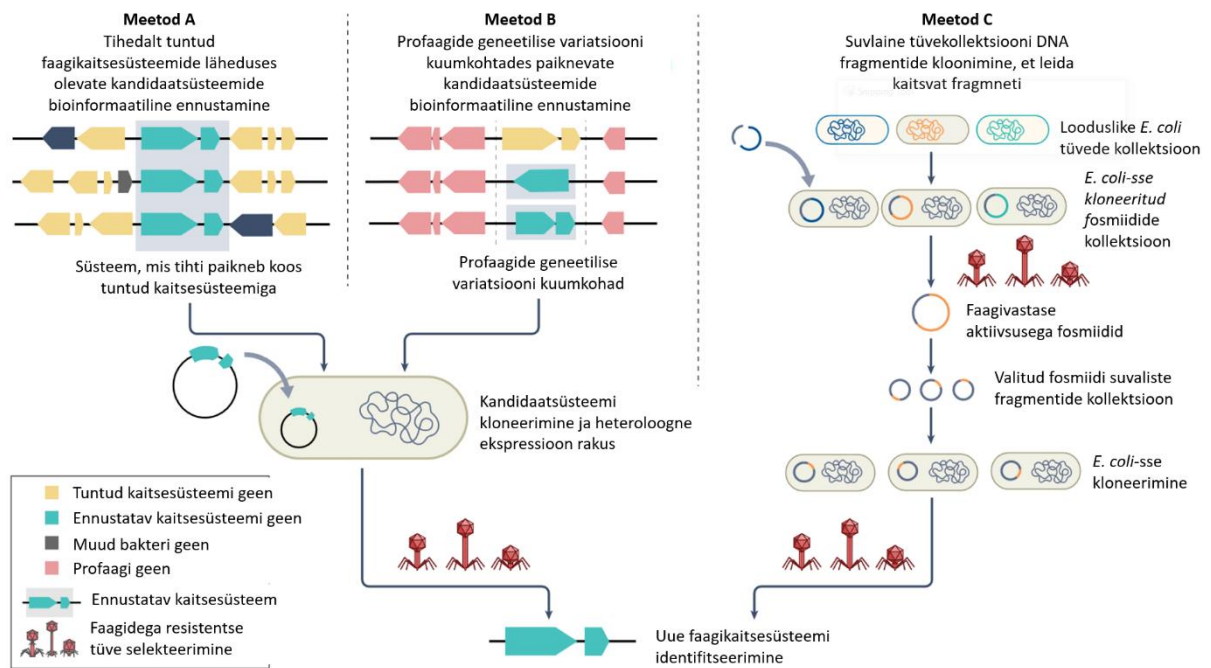 Meetod A
Tihedalt tuntud
faagikaitsesüsteemide läheduses
olevate kandidaatsüsteemide
bioinformaatiline ennustamine
Meetod B
Profaagide geneetilise variatsiooni
kuumkohtades paiknevate
kandidaatsüsteemide
bioinformaatiline ennustamine
Meetod C
Suvlaine tüvekollektsiooni DNA
fragmentide kloonimine, et leida
kaitsvat fragmneti
Looduslike E. coli
tüvede kollektsioon
E. coli-sse
kloneeritud
fosmiidide
kollektsioon
Süsteem, mis tihti paikneb koos
tuntud kaitsesüsteemiga
Profaagide geneetilise
variatsiooni kuumkohad
Faagivastase
aktiivsusega fosmiidid
Valitud fosmiidi suvaliste
fragmentide kollektsioon
Kandidaatsüsteemi
kloneerimine ja heteroloogne
ekspressioon rakus
E. coli-sse
kloneerimine
Tuntud kaitsesüsteemi geen
Ennustatav kaitsesüsteemi geen
Muud bakteri geen
Profaagi geen
Ennustatav kaitsesüsteem
Faagidega resistentse
tüve selekteerimine
Uue faagikaitsesüsteemi
identifitseerimine